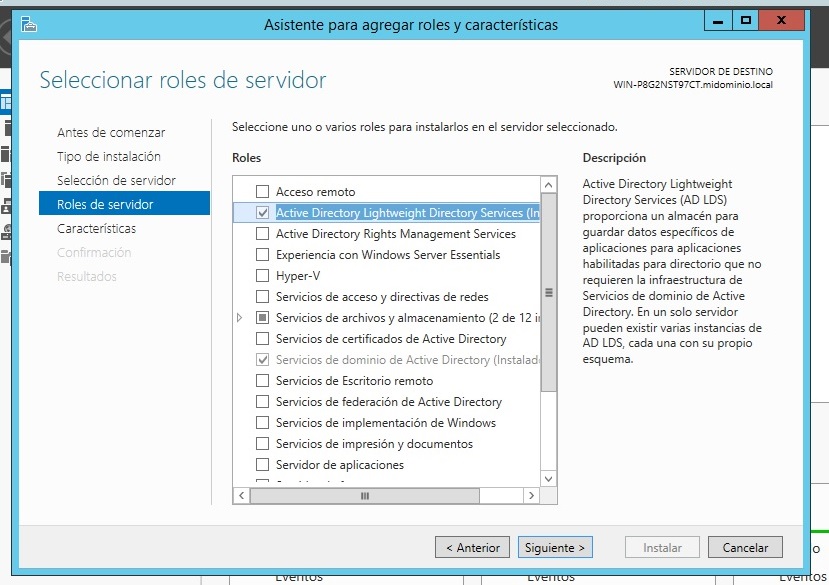 Asistente para agregar roles y características
Seleccionar roles de servidor
SERVIDOR DE DESTINO
WIN-P8G2NST97CT.midominio.local
Antes de comenzar
Tipo de instalación
Selección de servidor
Roles de servidor
Características
Confirmación
Resultados
Seleccione uno o varios roles para instalarlos en el servidor seleccionado.
Roles
Acceso remoto
Active Directory Lightweight Directory Services (In
Active Directory Rights Management Services
Experiencia con Windows Server Essentials
Hyper-V
Servicios de acceso y directivas de redes
Servicios de archivos y almacenamiento (2 de 12 in
Servicios de certificados de Active Directory
Servicios de dominio de Active Directory (Instalado
Servicios de Escritorio remoto
Servicios de federación de Active Directory
Servicios de implementación de Windows
Servicios de impresión y documentos
Servidor de aplicaciones
Descripción
Active Directory Lightweight
Directory Services (AD LDS)
proporciona un almacén para
guardar datos específicos de
aplicaciones para aplicaciones
habilitadas para directorio que no
requieren la infraestructura de
Servicios de dominio de Active
Directory. En un solo servidor
pueden existir varias instancias de
AD LDS, cada una con su propio
esquema.
< Anterior
Siguiente >
Instalar
Cancelar
Eventos
Eventos
Eventos